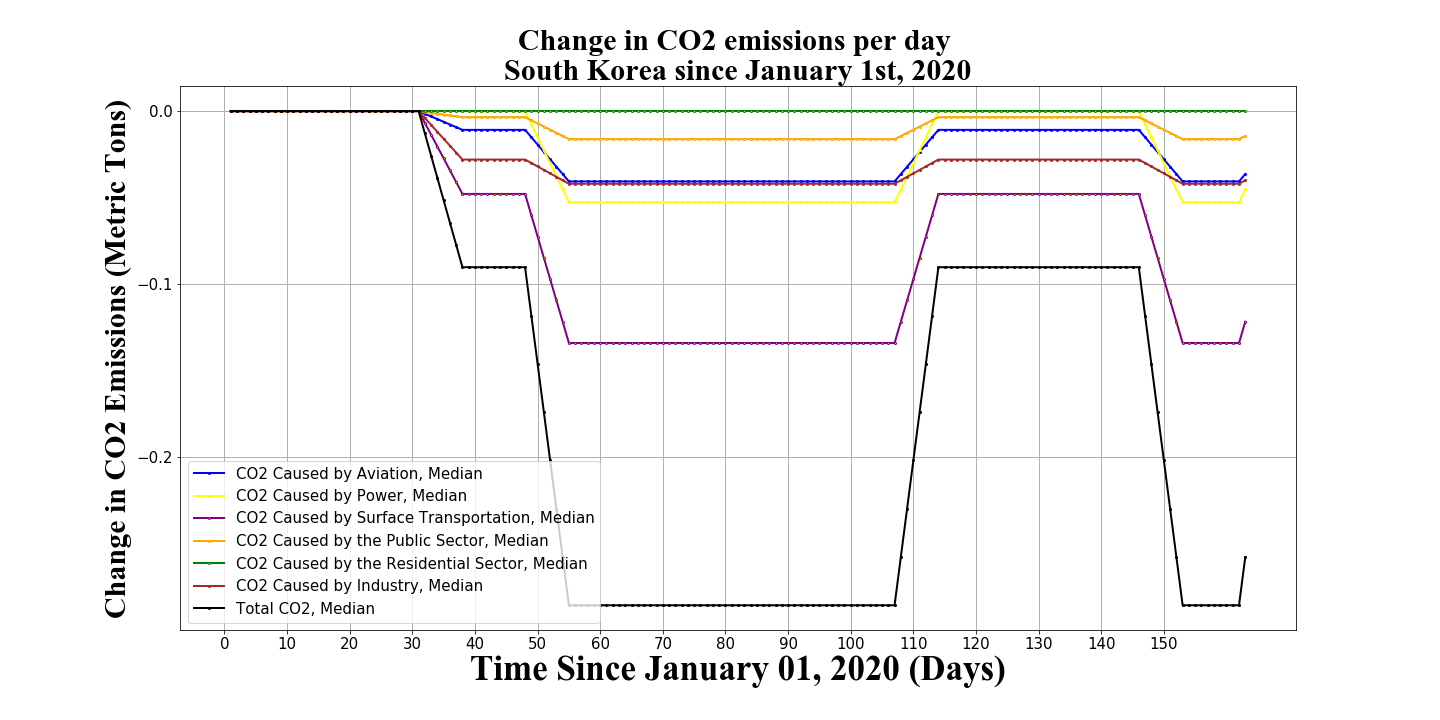 Change in CO2 emissions per day
South Korea since January 1st, 2020
Change in CO2 Emissions (Metric Tons)
0.0
−0.1
−0.2
CO2 Caused by Aviation, Median
CO2 Caused by Power, Median
CO2 Caused by Surface Transportation, Median
CO2 Caused by the Public Sector, Median
CO2 Caused by the Residential Sector, Median
CO2 Caused by Industry, Median
Total CO2, Median
0 10 20 30 40 50 60 70 80 90 100 110 120 130 140 150
Time Since January 01, 2020 (Days)